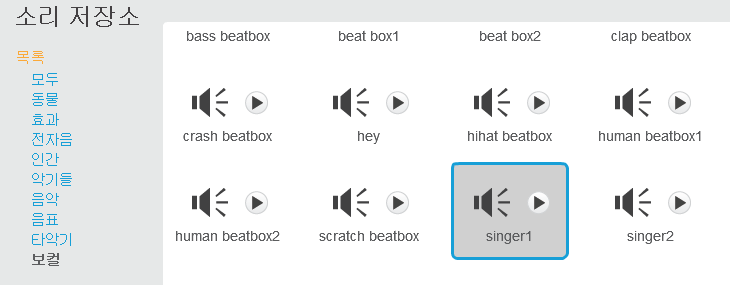 소리 저장소
목록
모두
동물
효과
전자음
인간
악기들
음악
음표
타악기
보컬
bass beatbox beat box1 beat box2 clap beatbox
crash beatbox hey hihat beatbox human beatbox1
human beatbox2 scratch beatbox singer1 singer2